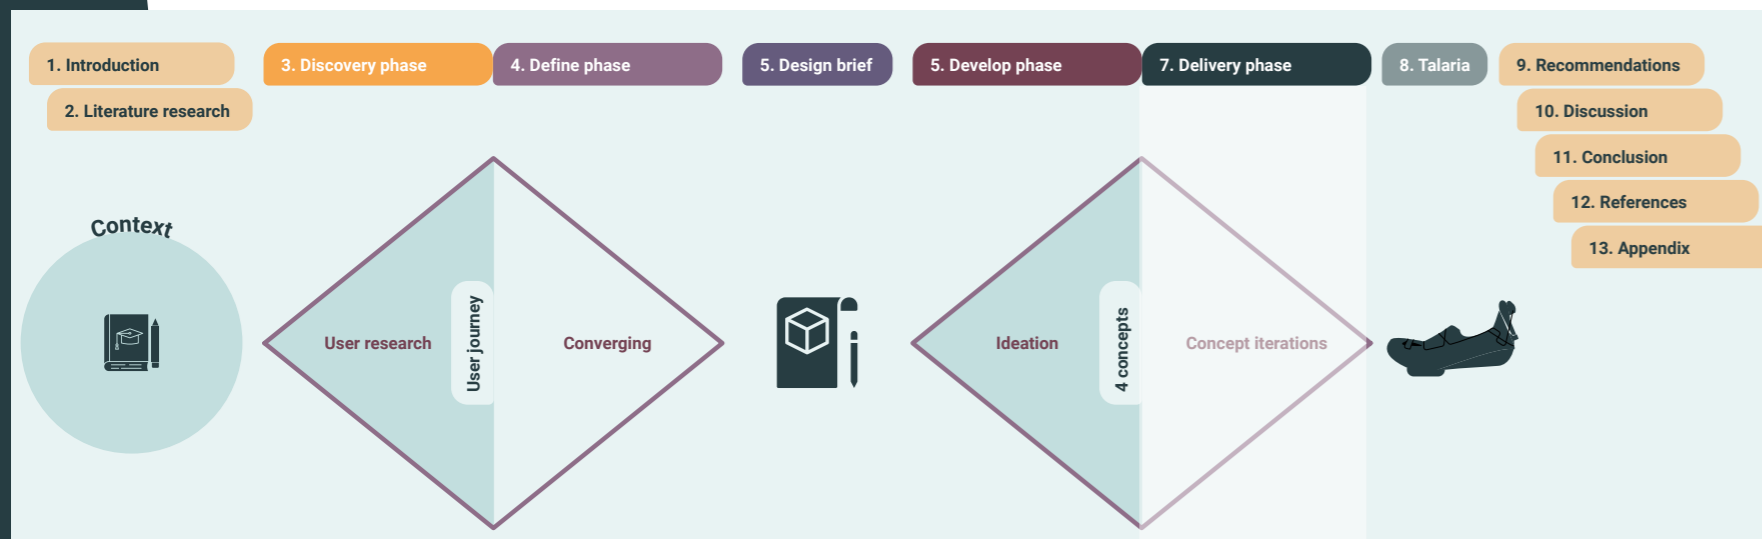 1. Introduction
2. Literature research
3. Discovery phase
4. Define phase
5. Design brief
5. Develop phase
7. Delivery phase
8. Talaria
9. Recommendations
10. Discussion
11. Conclusion
12. References
13. Appendix
Context
User research
User journey
Converging
Ideation
4 concepts
Concept iterations